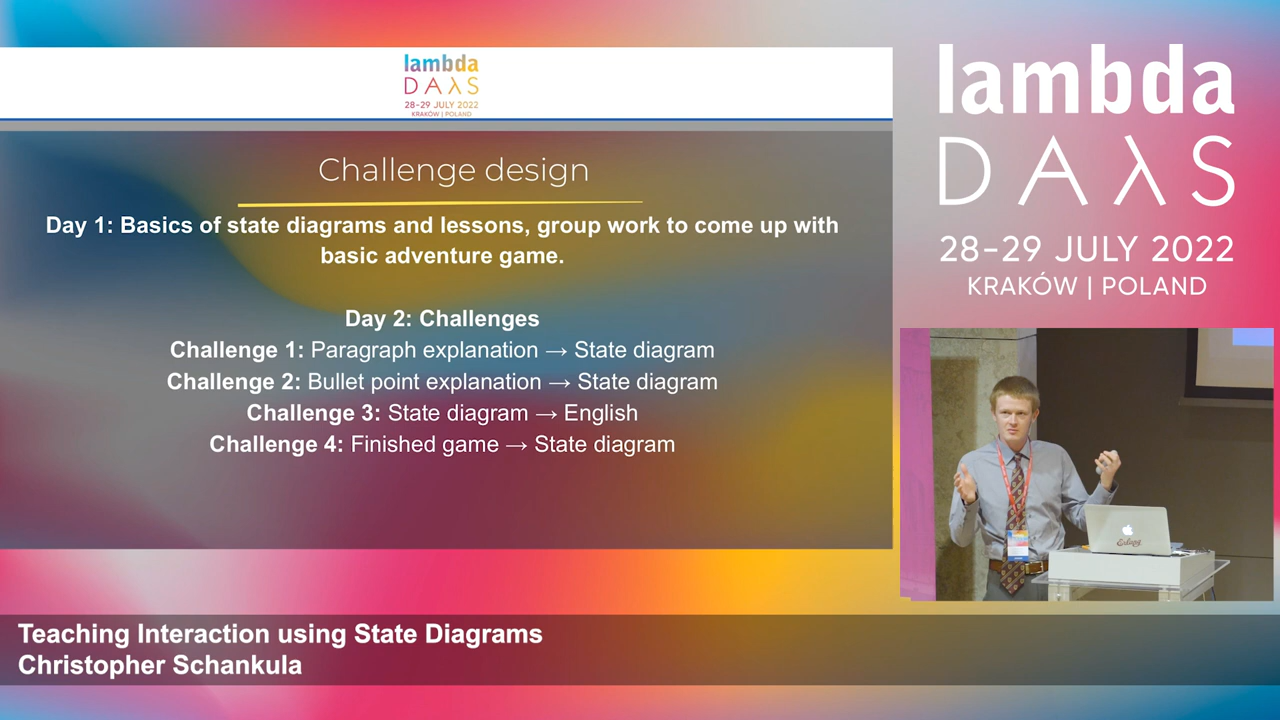 lambda
DAλS
28-29 JULY 2022
KRAKÓW | POLAND
Challenge design
Day 1: Basics of state diagrams and lessons, group work to come up with
basic adventure game.
Day 2: Challenges
Challenge 1: Paragraph explanation → State diagram
Challenge 2: Bullet point explanation → State diagram
Challenge 3: State diagram → English
Challenge 4: Finished game → State diagram
lambda
DAλS
28-29 JULY 2022
KRAKÓW | POLAND
Teaching Interaction using State Diagrams
Christopher Schankula